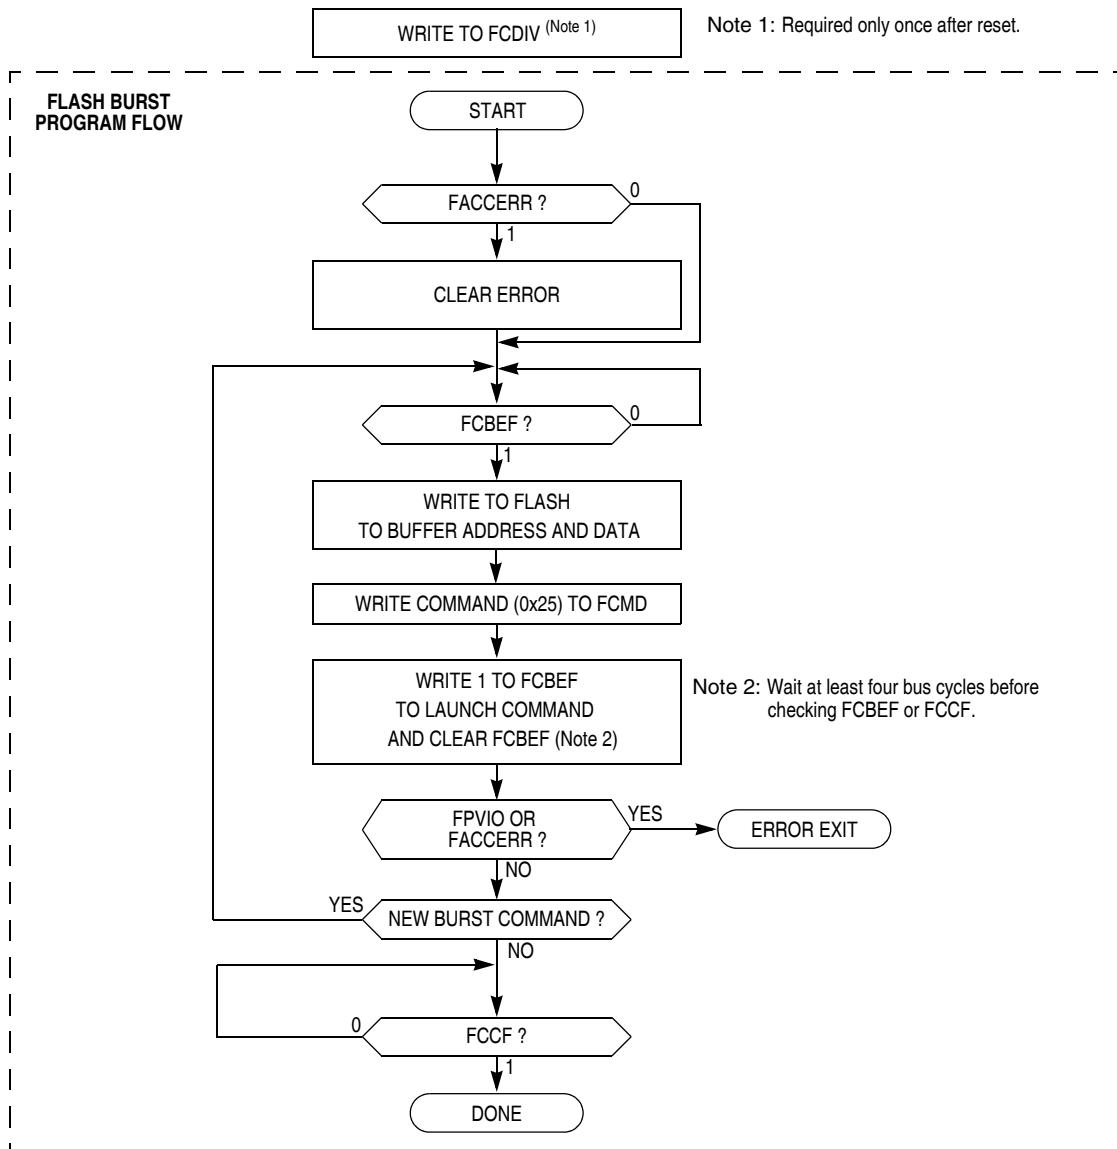 WRITE TO FCDIV (Note 1)
Note 1: Required only once after reset.
FLASH BURST
PROGRAM FLOW
START
FACCERR ?
0
1
CLEAR ERROR
FCBEF ?
0
1
WRITE TO FLASH
TO BUFFER ADDRESS AND DATA
WRITE COMMAND (0x25) TO FCMD
WRITE 1 TO FCBEF
TO LAUNCH COMMAND
AND CLEAR FCBEF (Note 2)
Note 2: Wait at least four bus cycles before
checking FCBEF or FCCF.
FPVIO OR
FACCERR ?
YES
ERROR EXIT
NO
YES
NEW BURST COMMAND ?
NO
0
FCCF ?
1
DONE